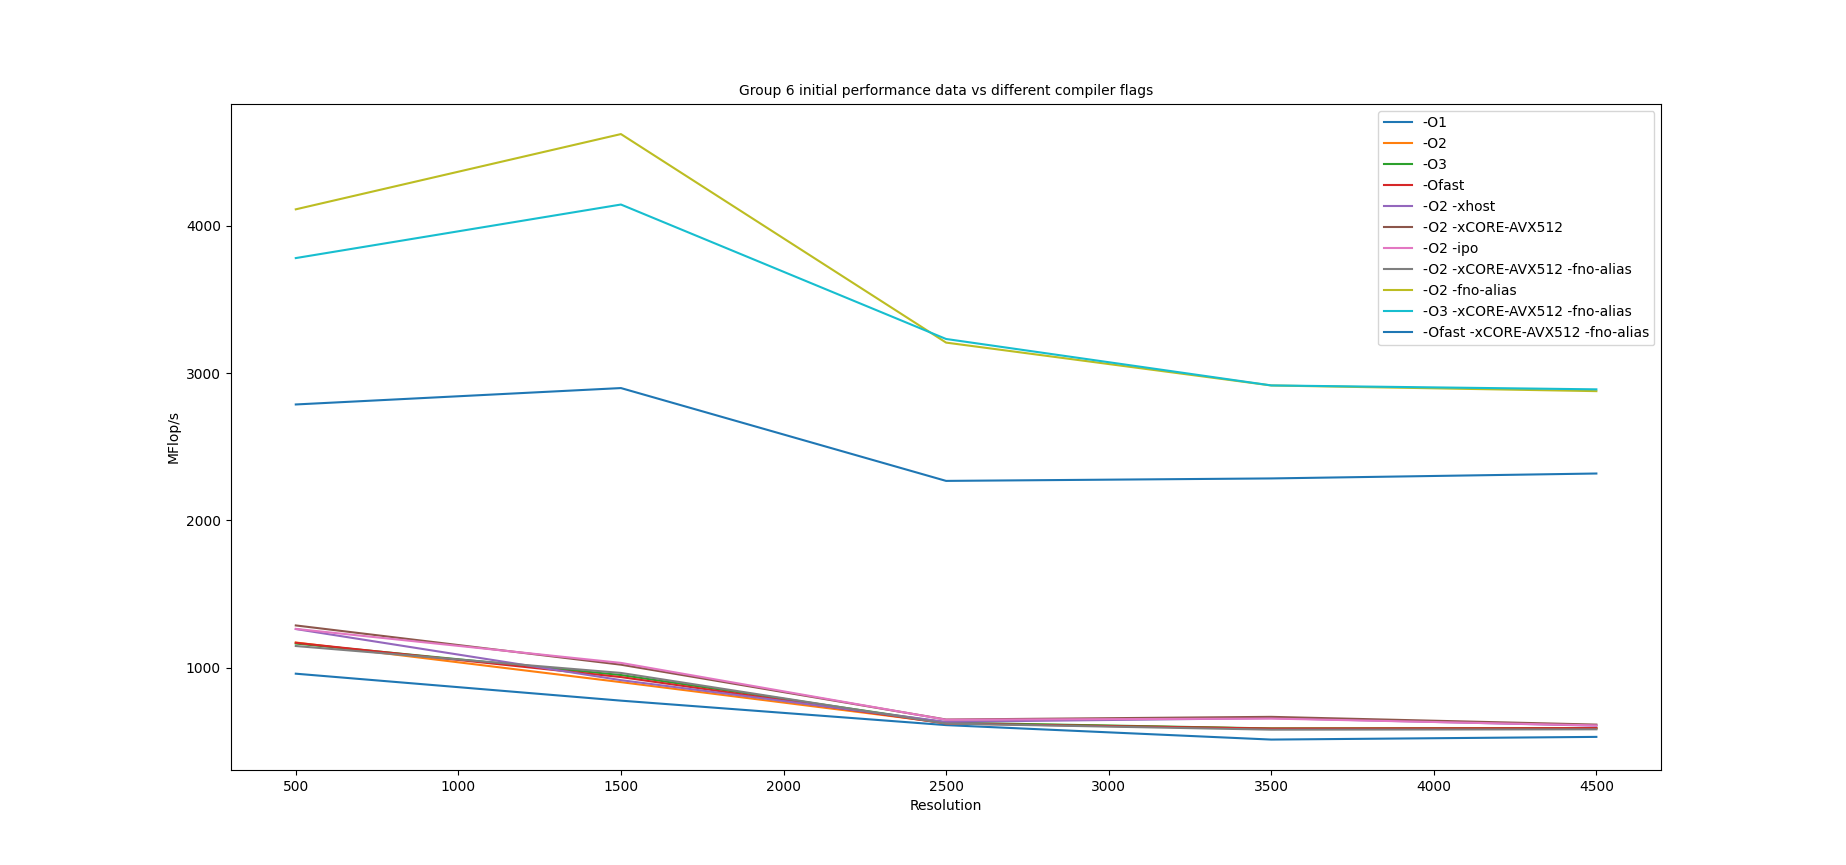 Group 6 initial performance data vs different compiler flags
-O1
-O2
-O3
-Ofast
-O2 -xhost
-O2 -xCORE-AVX512
-O2 -ipo
-O2 -xCORE-AVX512 -fno-alias
-O2 -fno-alias
-O3 -xCORE-AVX512 -fno-alias
-Ofast -xCORE-AVX512 -fno-alias
4000
3000
2000
1000
MFlop/s
500 1000 1500 2000 2500 3000 3500 4000 4500
Resolution